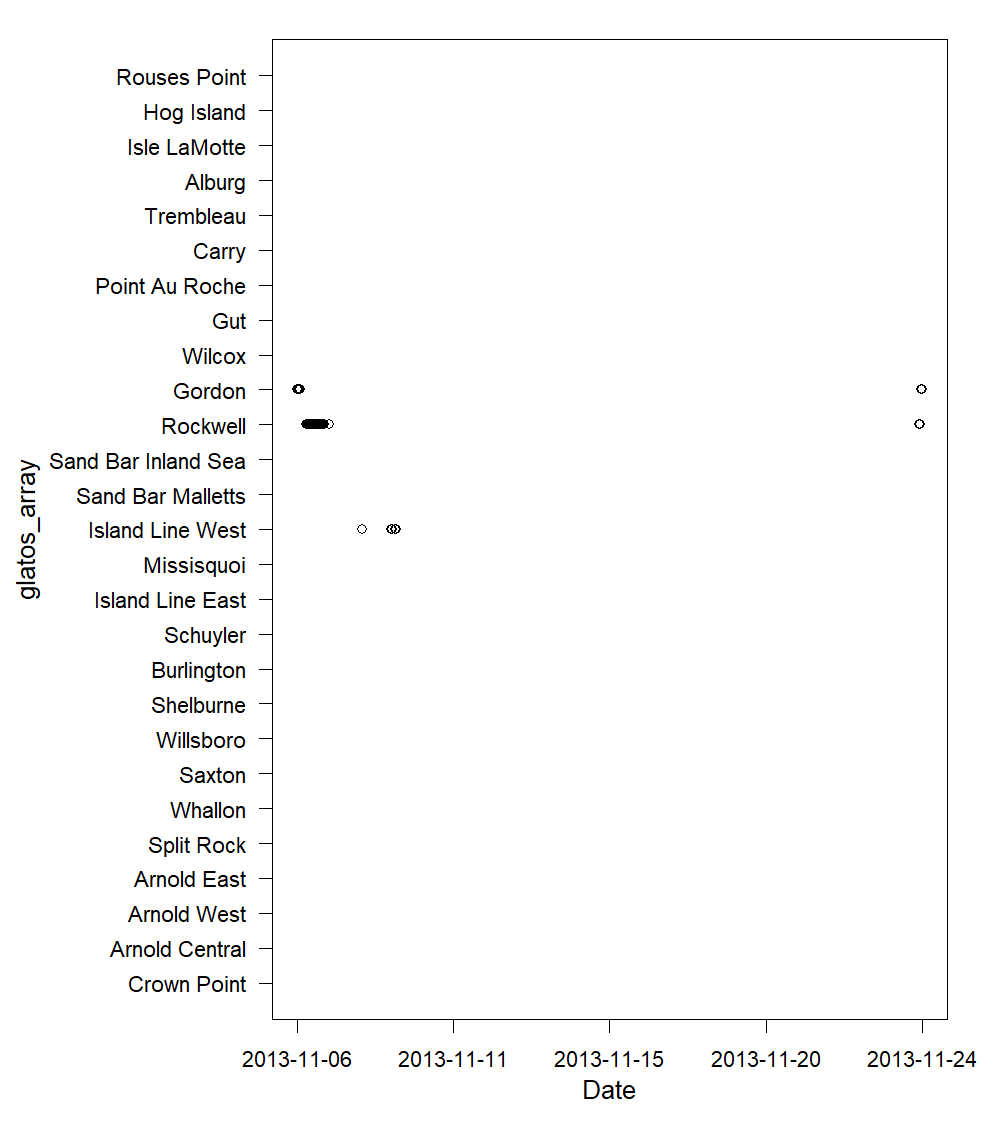 Rouses Point
Hog Island
Isle LaMotte
Alburg
Trembleau
Carry
Point Au Roche
Gut
Wilcox
Gordon
Rockwell
Sand Bar Inland Sea
Sand Bar Malletts
Island Line West
Missisquoi
Island Line East
Schuyler
Burlington
Shelburne
Willsboro
Saxton
Whallon
Split Rock
Arnold East
Arnold West
Arnold Central
Crown Point
glatos_array
2013-11-06 2013-11-11 2013-11-15 2013-11-20 2013-11-24
Date